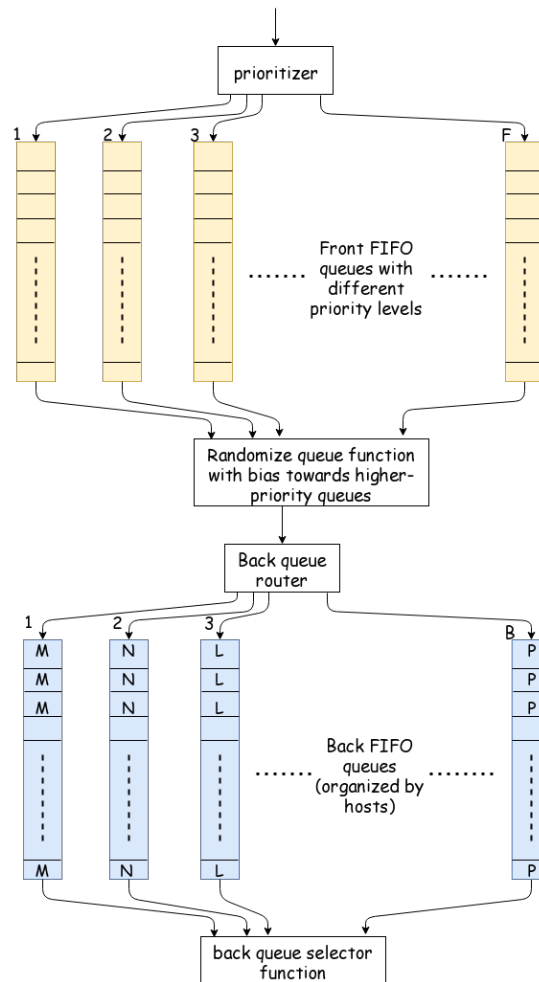 prioritizer
1
2
3
F
Front FIFO
queues with
different
priority levels
Randomize queue function
with bias towards higher-
priority queues
Back queue
router
1
2
3
B
M N L P
M N L P
M N L P
Back FIFO
queues
(organized by
hosts)
M N L P
back queue selector
function